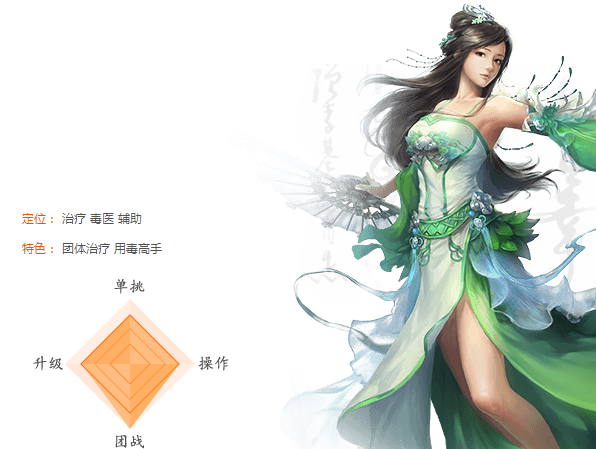 定位： 治疗 毒医 辅助
特色： 团体治疗 用毒高手
单挑
升级
操作
团战